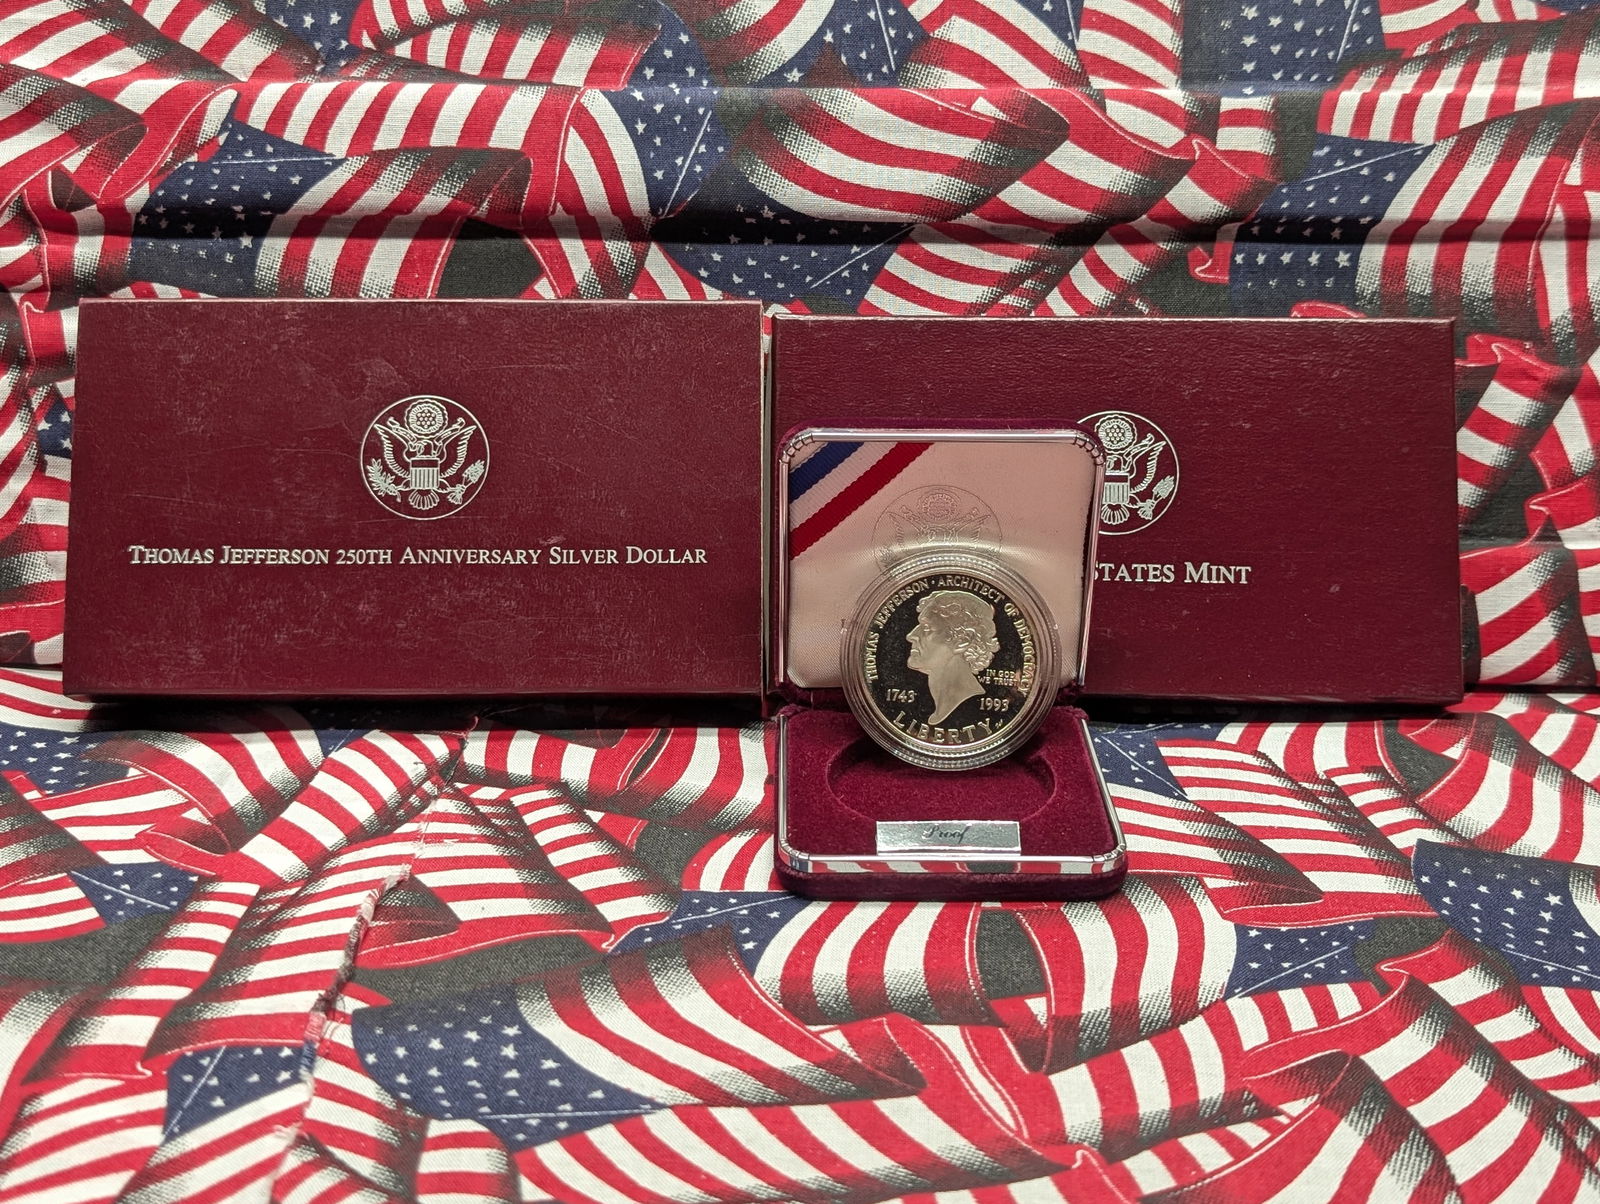 THOMAS JEFFERSON 250TH ANNIVERSARY SILVER DOLLAR
STATES MINT
THOMAS JEFFERSON · ARCHITECT OF DEMOCRACY
IN GOD
WE TRUST
1743
1993
LIBERTY
Proof